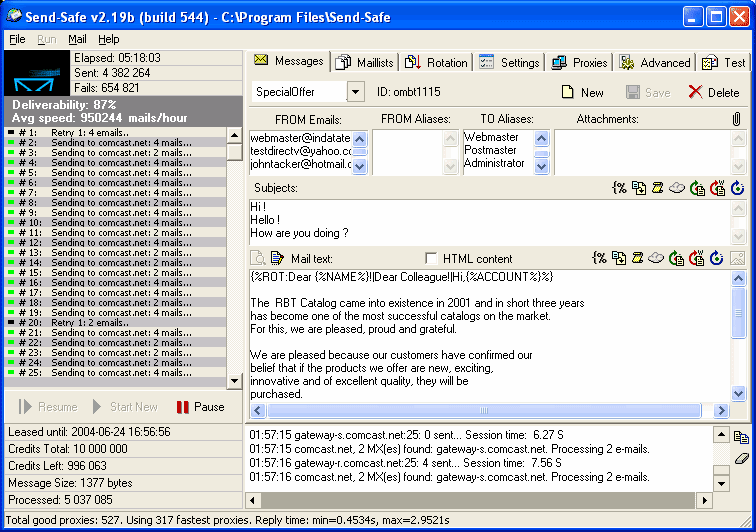 Send-Safe v2.19b (build 544) - C:\Program Files\Send-Safe
File Run Mail Help
Elapsed: 05:18:03
Sent: 4 382 264
Fails: 654 821
Deliverability: 87%
Avg speed: 950244 mails/hour
# 1: Retry 1: 4 emails..
# 2: Sending to comcast.net: 4 mails...
# 3: Sending to comcast.net: 2 mails...
# 4: Sending to comcast.net: 2 mails...
# 5: Sending to comcast.net: 4 mails...
# 6: Sending to comcast.net: 4 mails...
# 7: Sending to comcast.net: 4 mails...
# 8: Sending to comcast.net: 2 mails...
# 9: Sending to comcast.net: 4 mails...
# 10: Sending to comcast.net: 4 mails...
# 11: Sending to comcast.net: 2 mails...
# 12: Sending to comcast.net: 4 mails...
# 13: Sending to comcast.net: 4 mails...
# 14: Sending to comcast.net: 4 mails...
# 15: Sending to comcast.net: 4 mails...
# 16: Sending to comcast.net: 4 mails...
# 17: Sending to comcast.net: 2 mails...
# 18: Sending to comcast.net: 4 mails...
# 19: Sending to comcast.net: 4 mails...
# 20: Retry 1: 2 emails..
# 21: Sending to comcast.net: 4 mails...
# 22: Sending to comcast.net: 2 mails...
# 23: Sending to comcast.net: 2 mails...
# 24: Sending to comcast.net: 2 mails...
# 25: Sending to comcast.net: 4 mails...
Resume Start New Pause
Leased until: 2004-06-24 16:56:56
Credits Total: 10 000 000
Credits Left: 996 063
Message Size: 1377 bytes
Processed: 5 037 085
Messages Maillists Rotation Settings Proxies Advanced Test
SpecialOffer ID: ombt1115 New Save Delete
FROM Emails: FROM Aliases: TO Aliases: Attachments:
webmaster@indatate Webmaster
testdirectv@yahoo.cc Postmaster
johntacker@hotmail.c Administrator
Subjects: {%
Hi !
Hello !
How are you doing ?
Mail text: HTML content {%
{%ROT:Dear {%NAME%}!|Dear Colleague!|Hi,{%ACCOUNT%}%}
The RBT Catalog came into existence in 2001 and in short three years
has become one of the most successful catalogs on the market.
For this, we are pleased, proud and grateful.
We are pleased because our customers have confirmed our
belief that if the products we offer are new, exciting,
innovative and of excellent quality, they will be
purchased.
01:57:15 gateway-s.comcast.net:25: 0 sent... Session time: 6.27 S
01:57:15 comcast.net, 2 MX(es) found: gateway-s.comcast.net. Processing 2 e-mails.
01:57:16 gateway-r.comcast.net:25: 4 sent... Session time: 7.56 S
01:57:16 comcast.net, 2 MX(es) found: gateway-s.comcast.net. Processing 2 e-mails.
Total good proxies: 527. Using 317 fastest proxies. Reply time: min=0.4534s, max=2.9521s